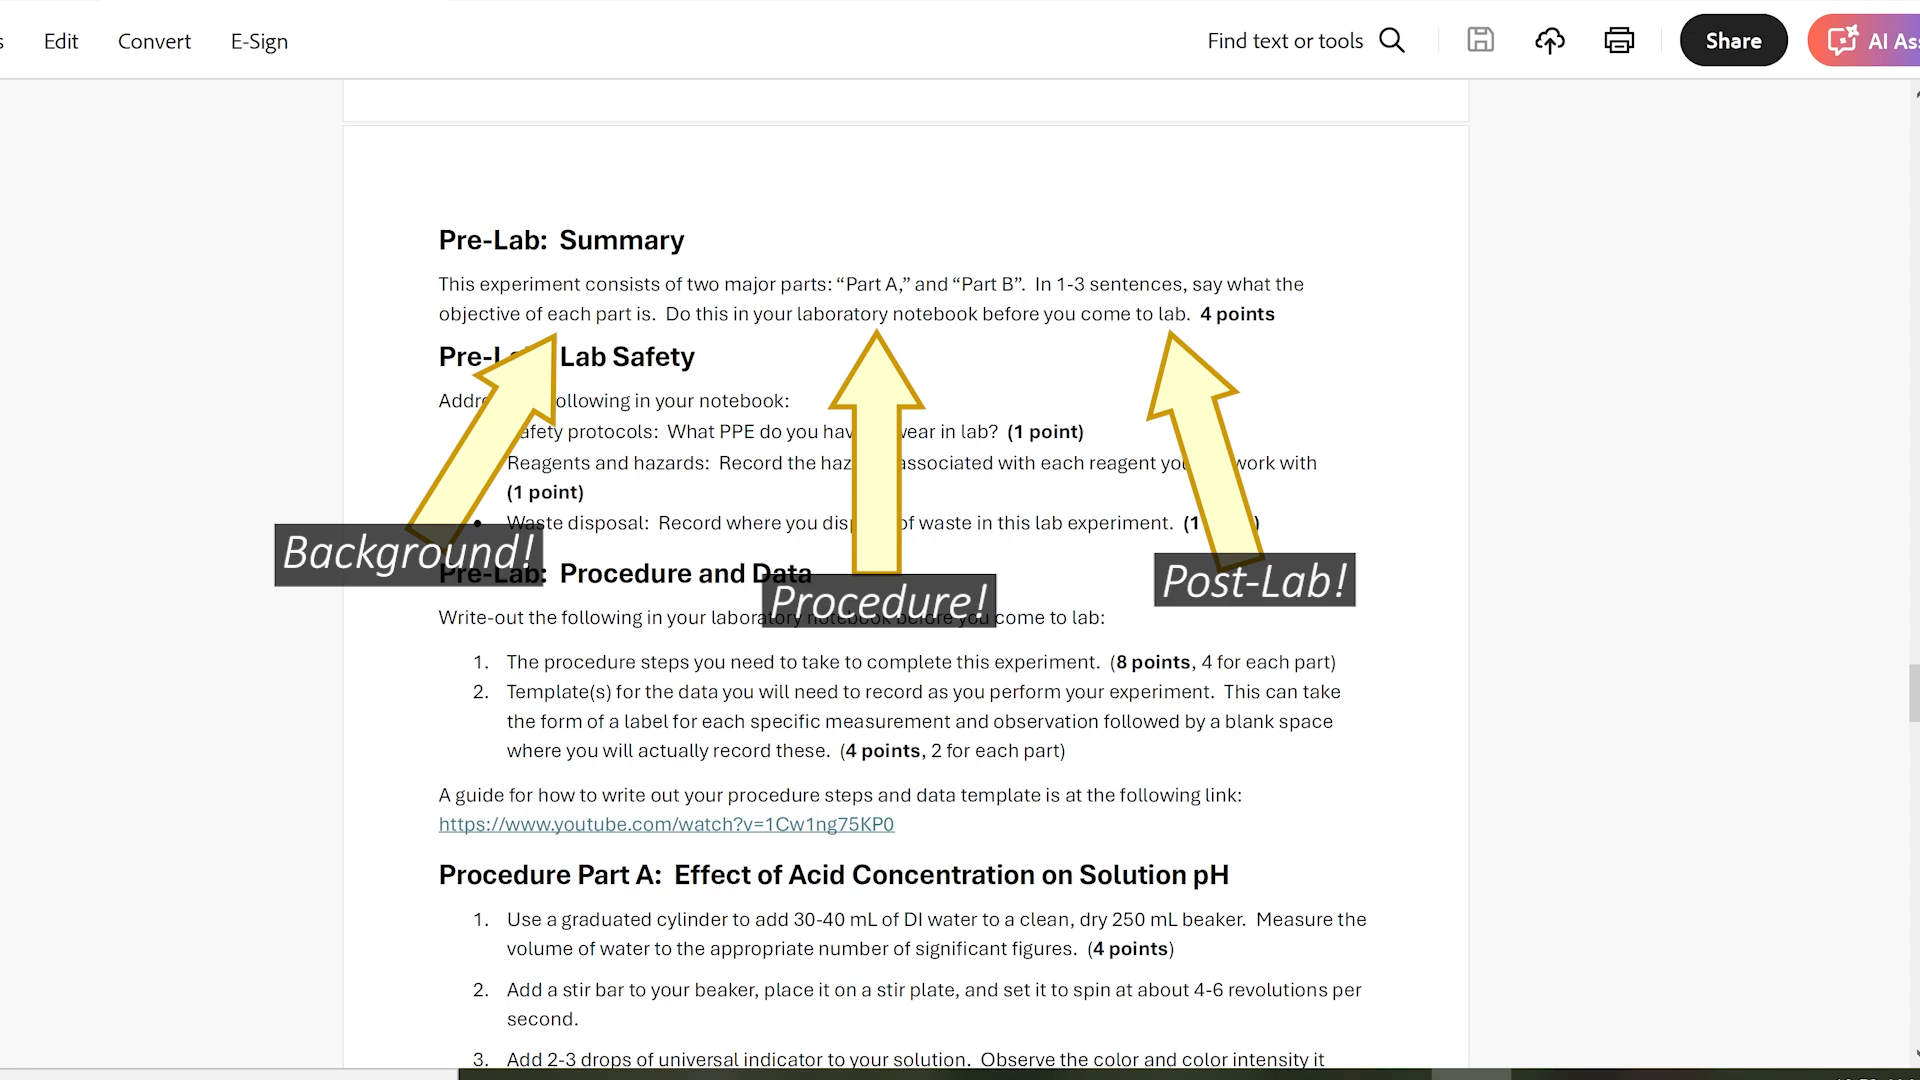 Edit Convert E-Sign Find text or tools Share AI
Pre-Lab: Summary
This experiment consists of two major parts: “Part A,” and “Part B”. In 1-3 sentences, say what the
objective of each part is. Do this in your laboratory notebook before you come to lab. 4 points
Lab Safety
following in your notebook:
protocols: What PPE do you wear in lab? (1 point)
Reagents and hazards: Record the associated with each reagent work with
(1 point)
• Waste disposal: Record where you of waste in this lab experiment. (1
Background!
Pre-Lab: Procedure and Data
Procedure!
Post-Lab!
Write-out the following in your laboratory notebook before you come to lab:
1. The procedure steps you need to take to complete this experiment. (8 points, 4 for each part)
2. Template(s) for the data you will need to record as you perform your experiment. This can take
the form of a label for each specific measurement and observation followed by a blank space
where you will actually record these. (4 points, 2 for each part)
A guide for how to write out your procedure steps and data template is at the following link:
https://www.youtube.com/watch?v=1Cw1ng75KP0
Procedure Part A: Effect of Acid Concentration on Solution pH
1. Use a graduated cylinder to add 30-40 mL of DI water to a clean, dry 250 mL beaker. Measure the
volume of water to the appropriate number of significant figures. (4 points)
2. Add a stir bar to your beaker, place it on a stir plate, and set it to spin at about 4-6 revolutions per
second.
3. Add 2-3 drops of universal indicator to your solution. Observe the color and color intensity it